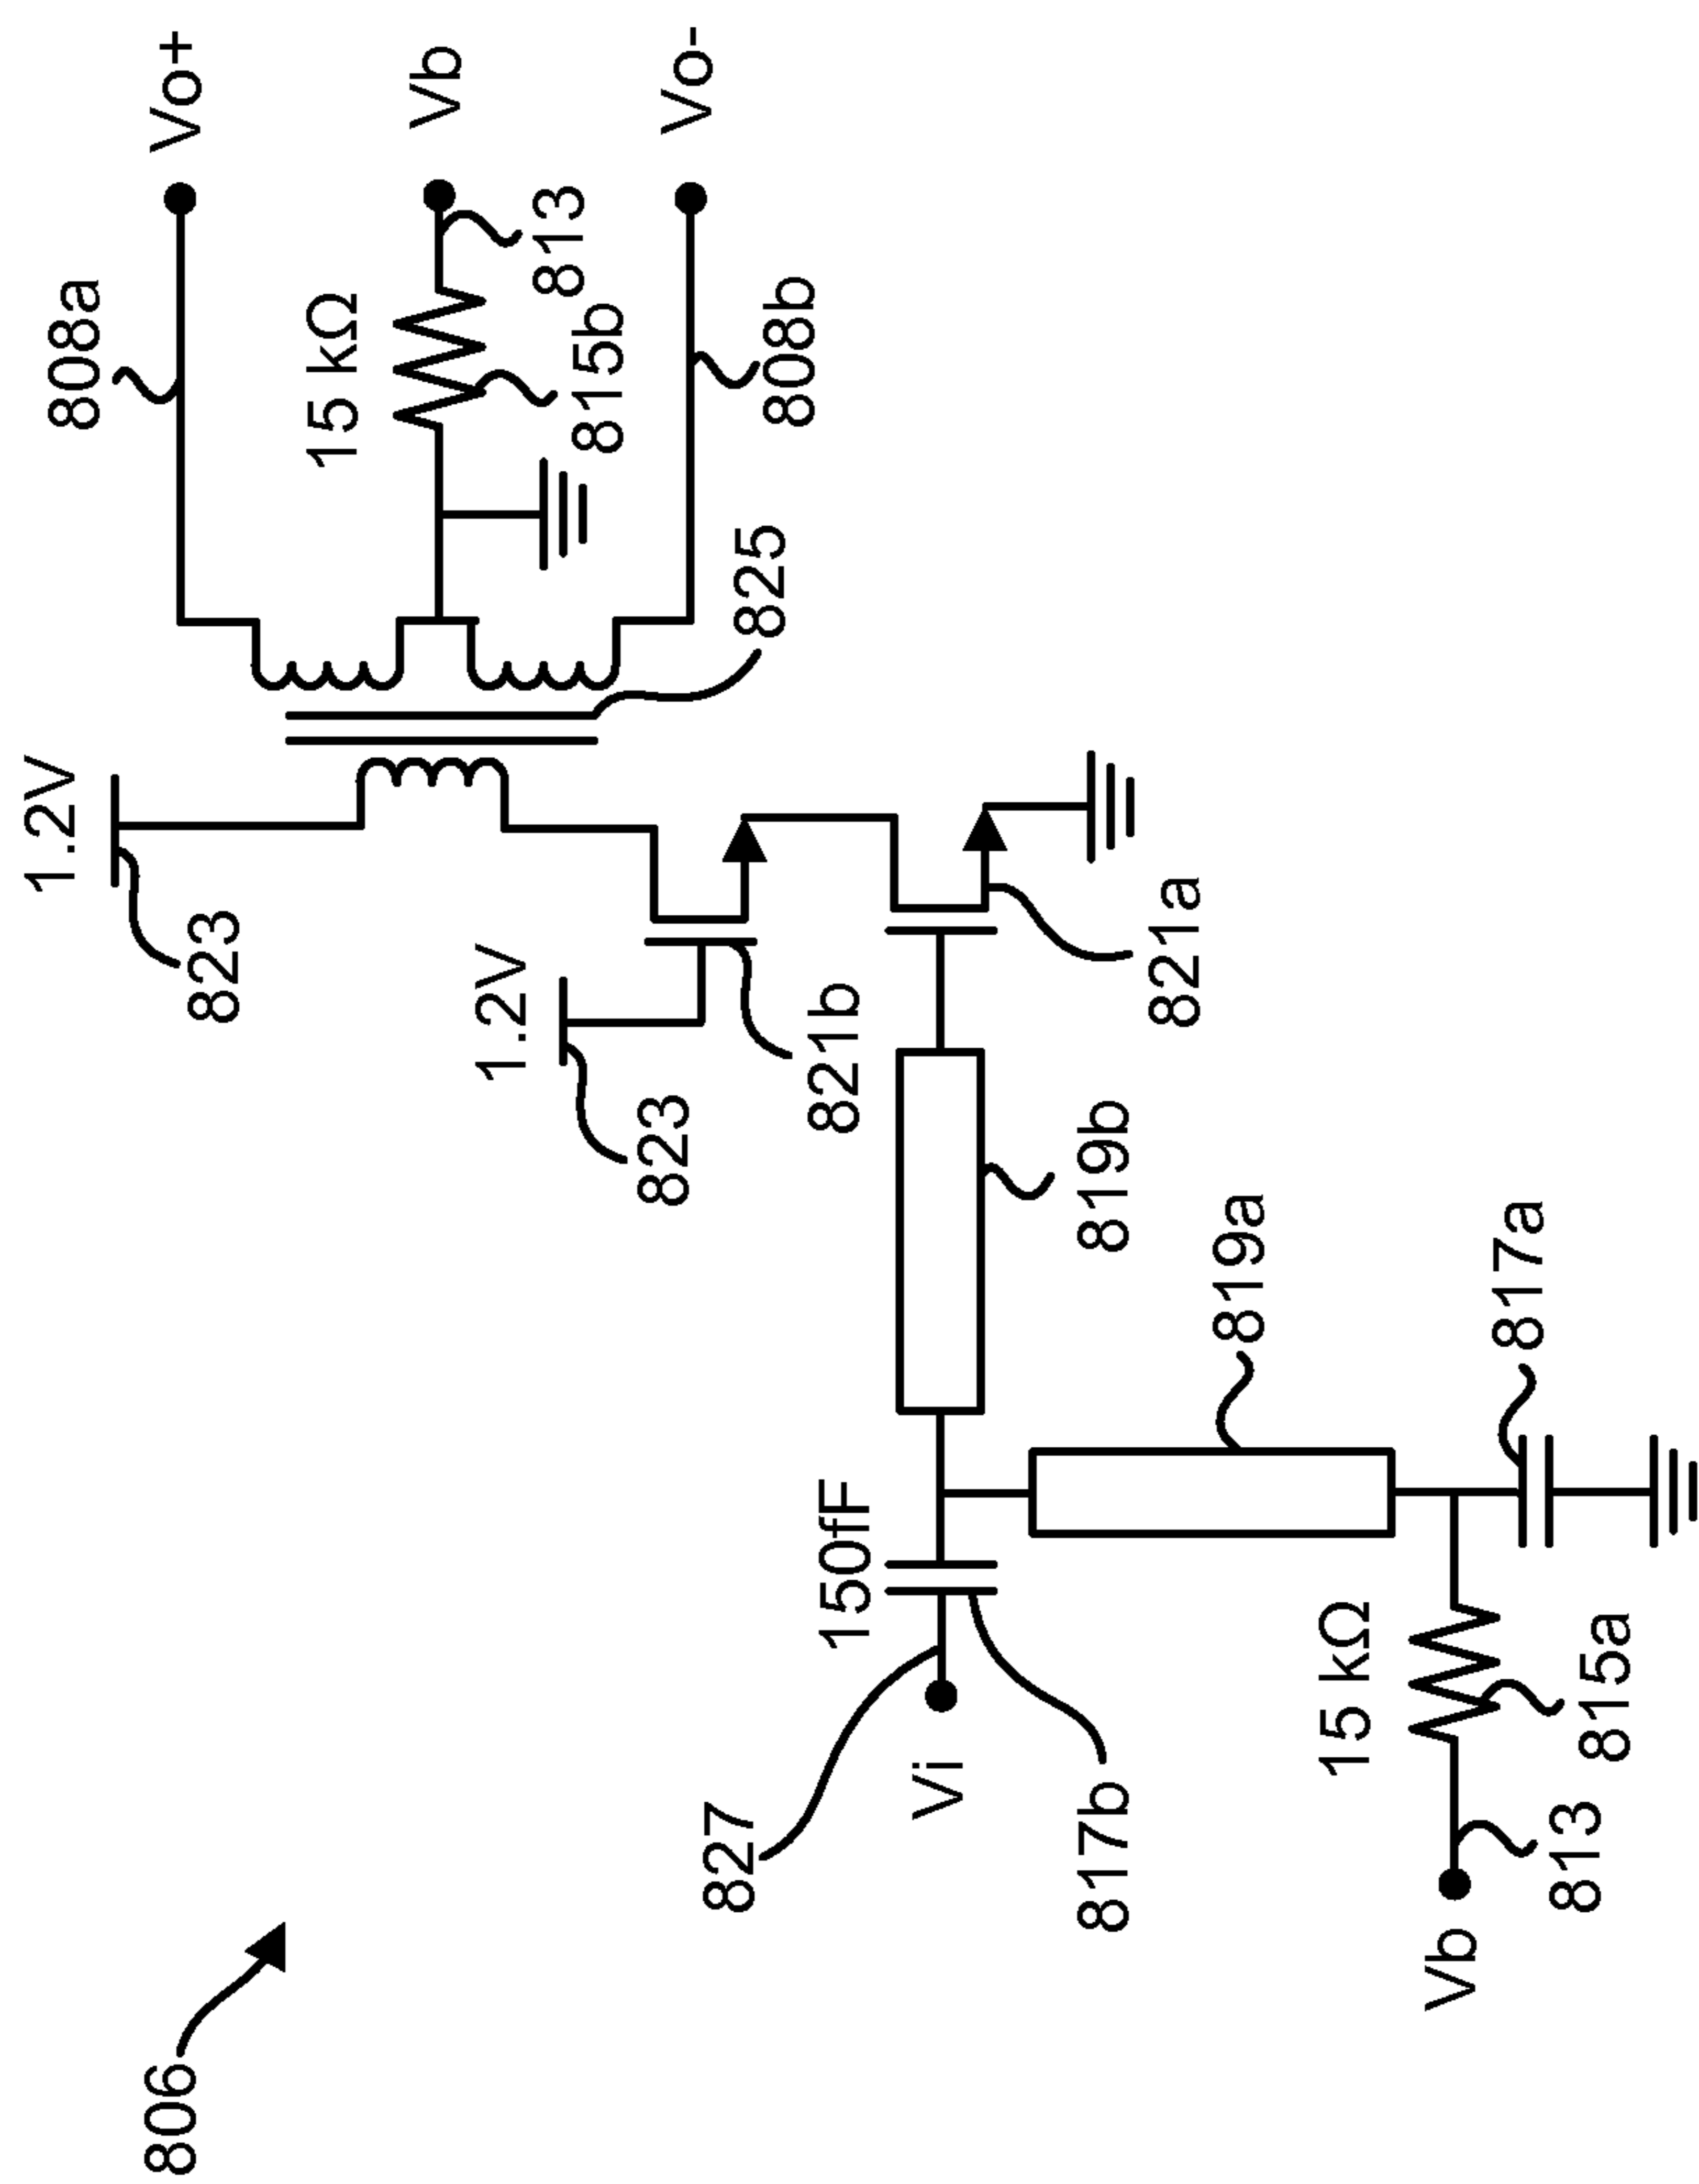 806
1.2V
823
1.2V
823
821b
821a
808a
Vo+
15 kΩ
Vb
813
815b
Vo-
808b
825
827
Vi
150fF
817b
819b
819a
817a
15 kΩ
815a
Vb
813